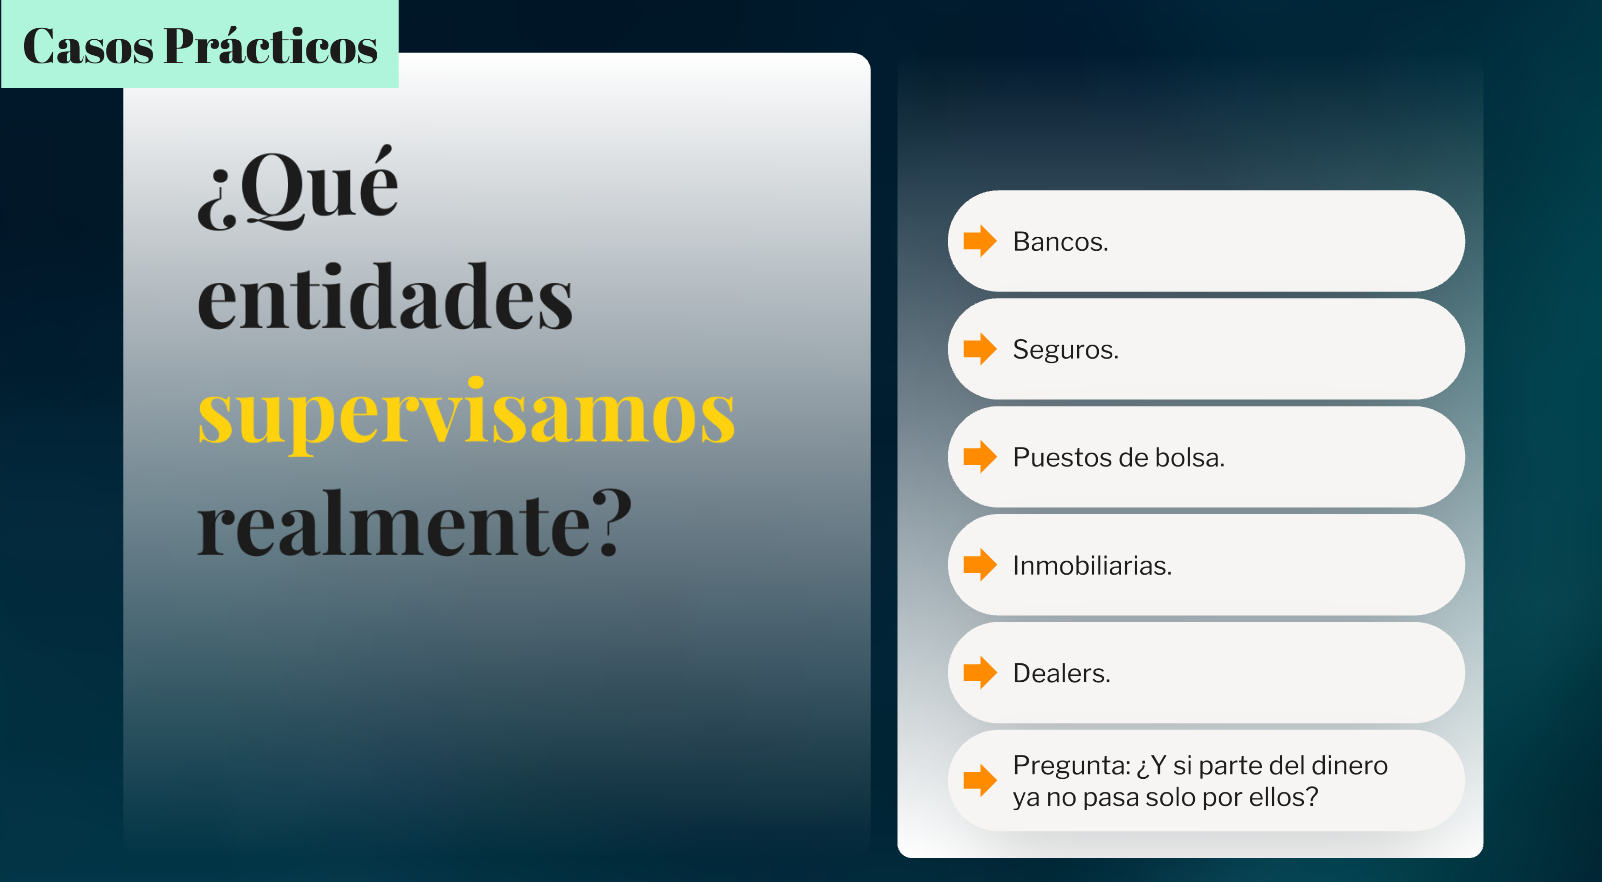 Casos Prácticos
¿Qué
entidades
supervisamos
realmente?
Bancos.
Seguros.
Puestos de bolsa.
Inmobiliarias.
Dealers.
Pregunta: ¿Y si parte del dinero
ya no pasa solo por ellos?